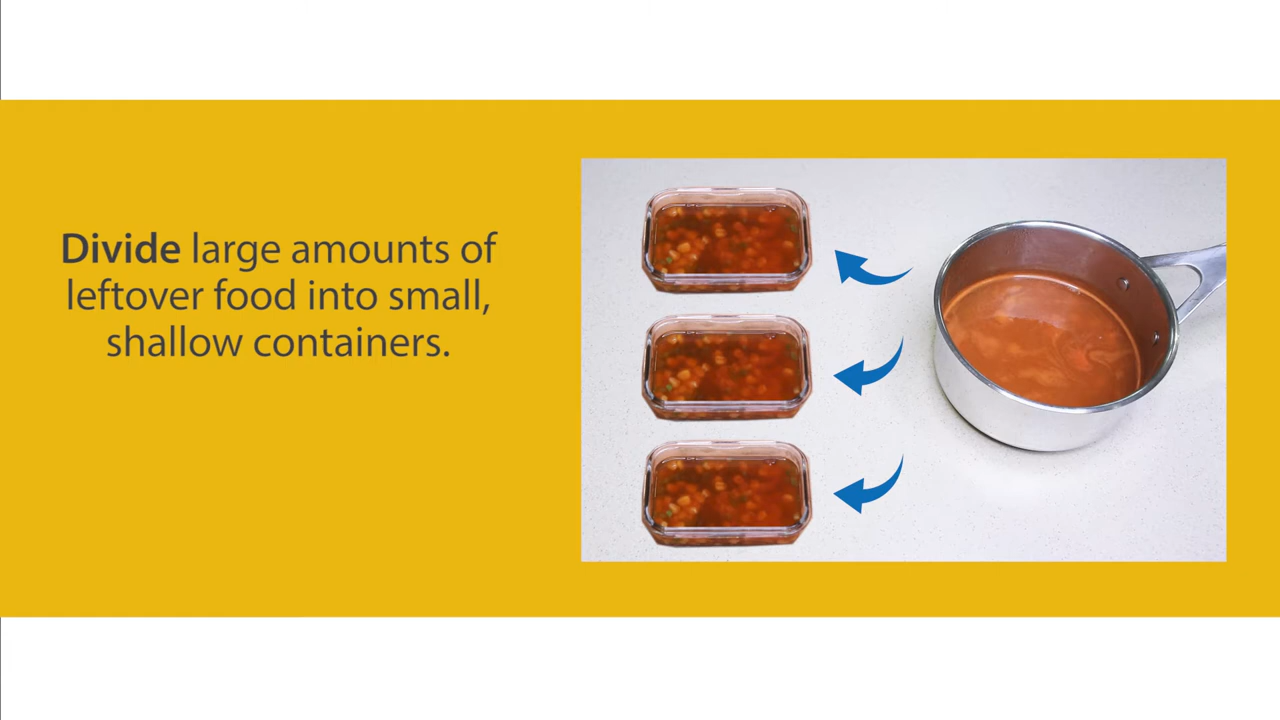 Divide large amounts of
leftover food into small,
shallow containers.